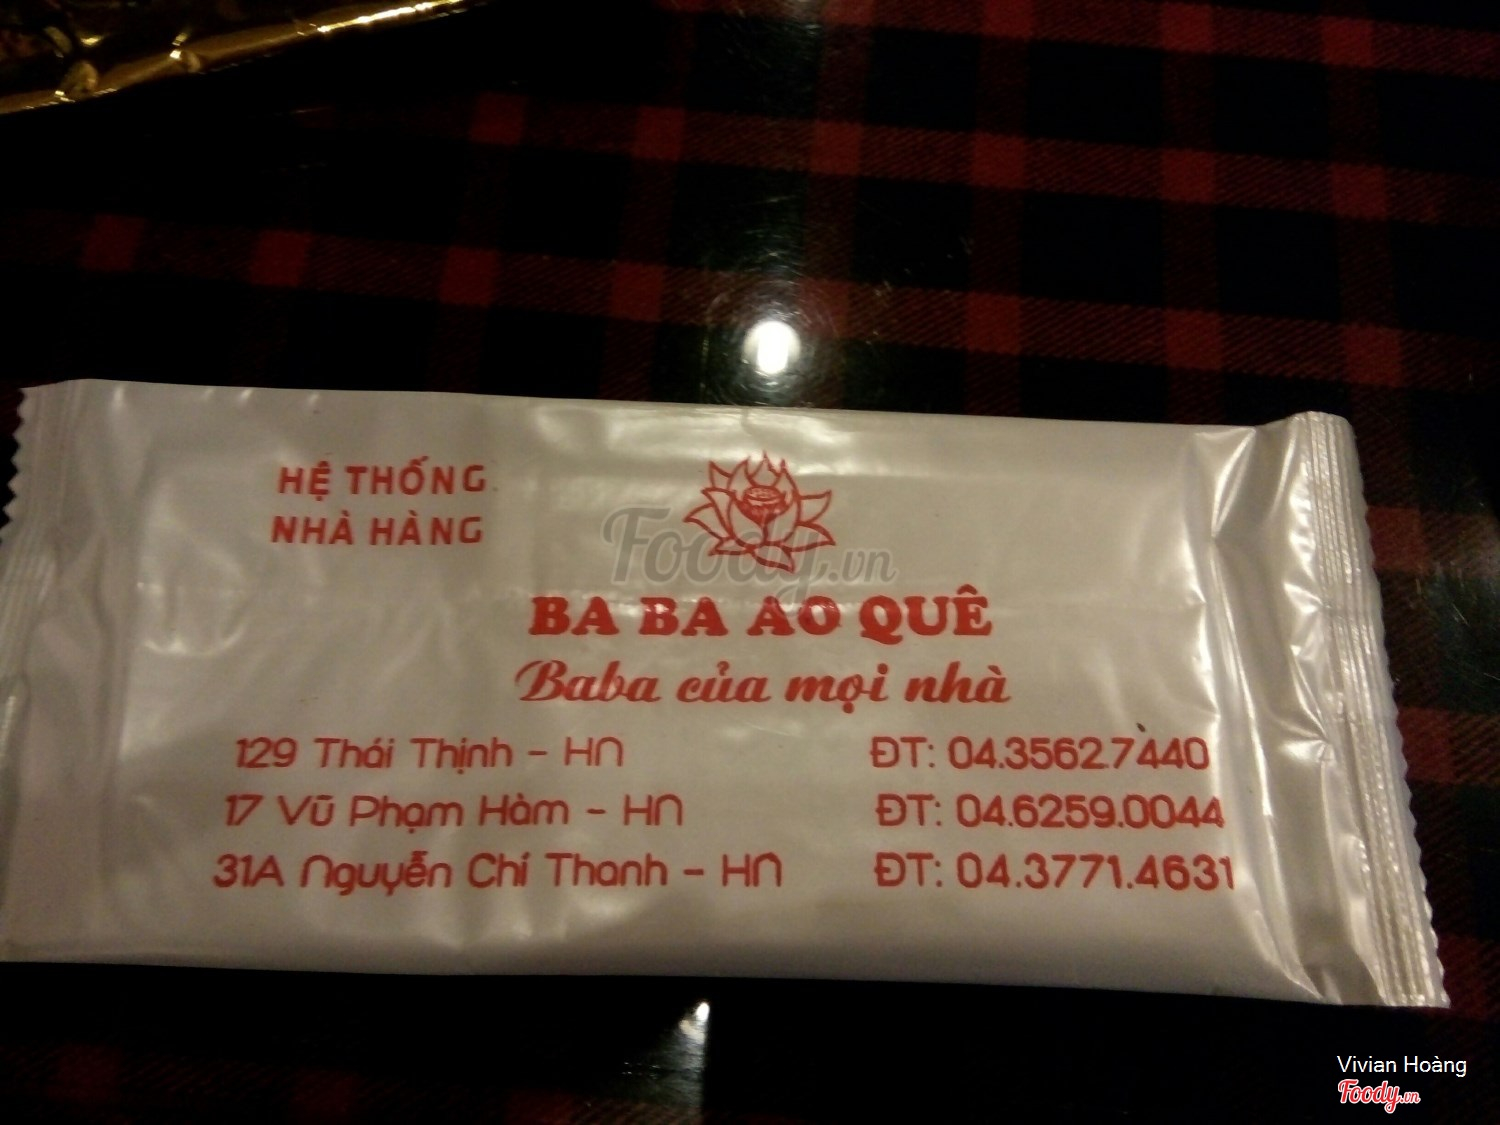 HỆ THỐNG
NHÀ HÀNG
Foody.vn
BA BA AO QUÊ
Baba của mọi nhà
129 Thái Thịnh - HN ĐT: 04.3562.7440
17 Vũ Phạm Hàm - HN ĐT: 04.6259.0044
31A Nguyễn Chí Thanh - HN ĐT: 04.3771.4631
Vivian Hoàng
Foody.vn